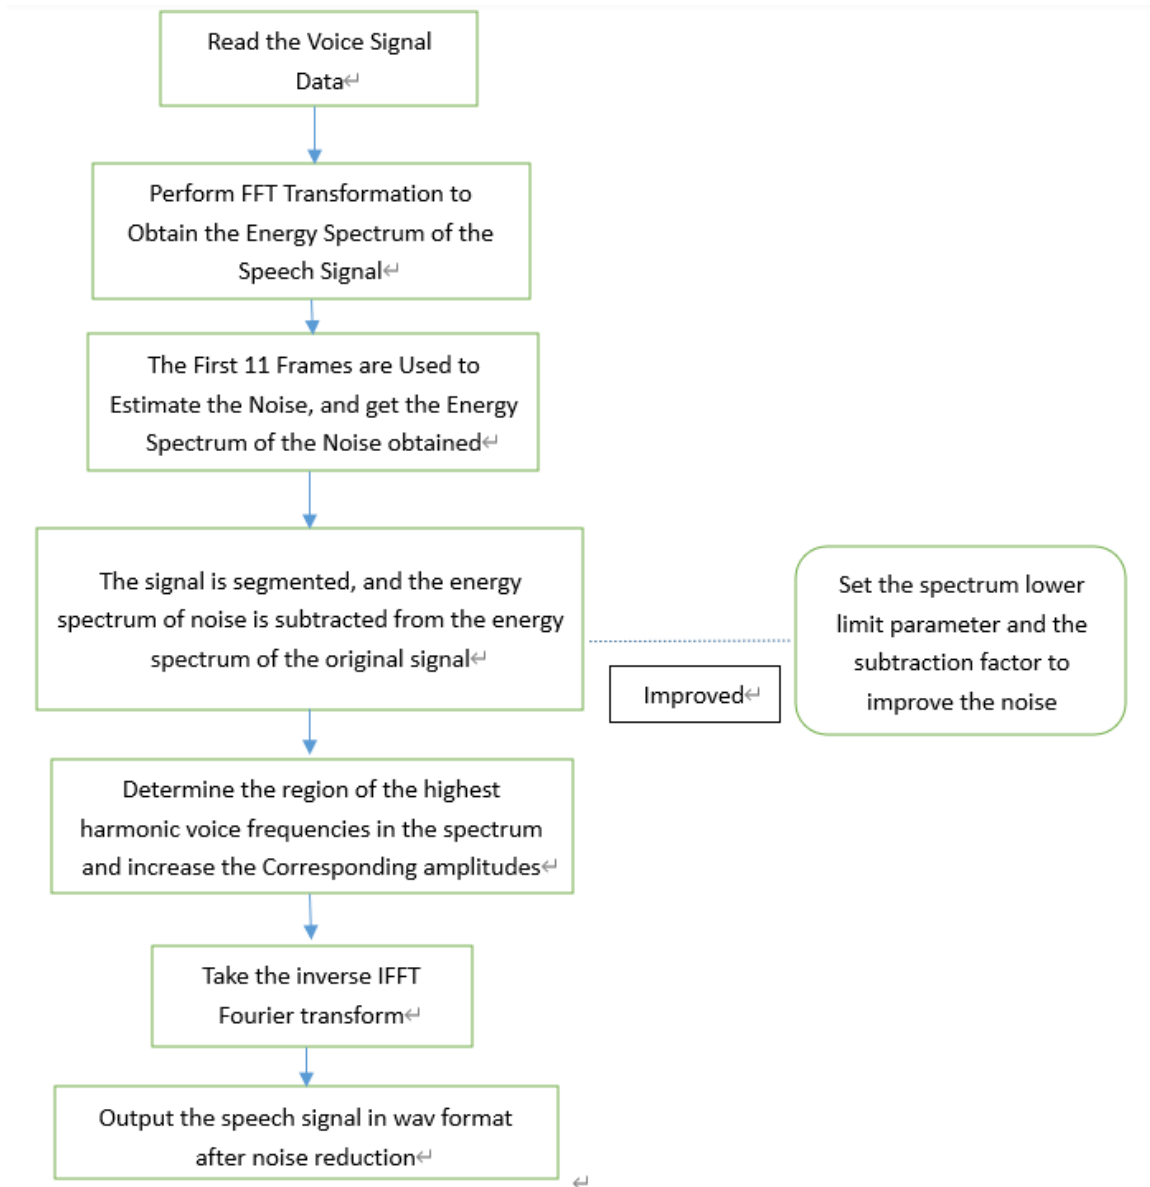 Read the Voice Signal
Data↵
Perform FFT Transformation to
Obtain the Energy Spectrum of the
Speech Signal↵
The First 11 Frames are Used to
Estimate the Noise, and get the Energy
Spectrum of the Noise obtained↵
The signal is segmented, and the energy
spectrum of noise is subtracted from the energy
spectrum of the original signal↵
Improved↵
Set the spectrum lower
limit parameter and the
subtraction factor to
improve the noise
Determine the region of the highest
harmonic voice frequencies in the spectrum
and increase the Corresponding amplitudes↵
Take the inverse IFFT
Fourier transform↵
Output the speech signal in wav format
after noise reduction↵
↵